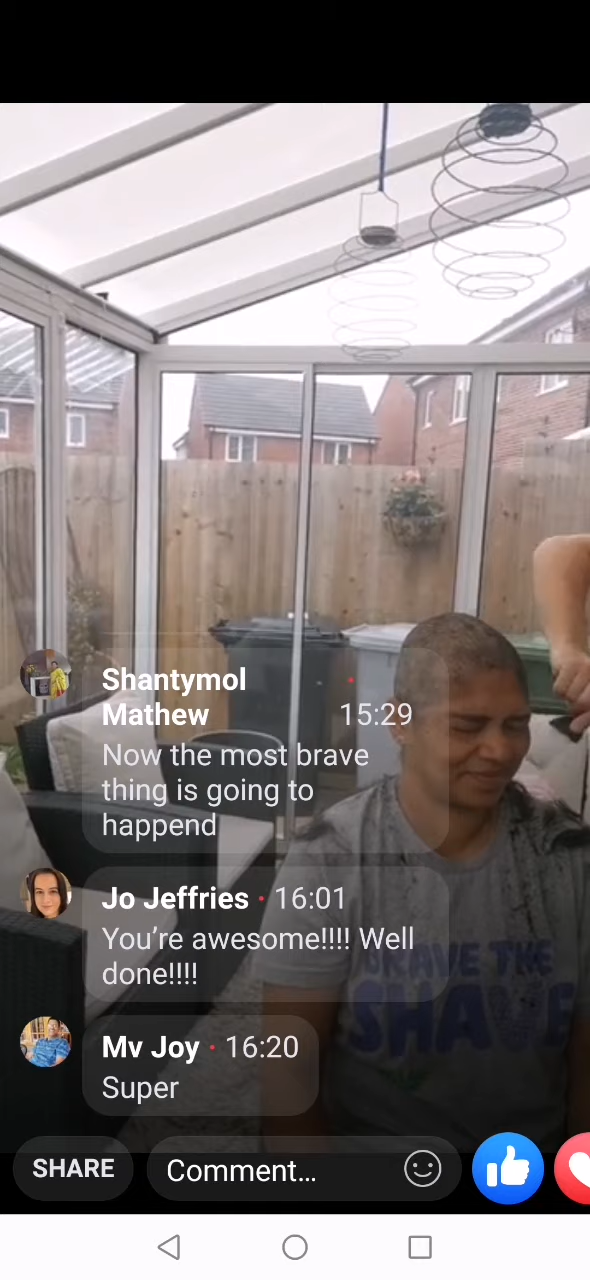 Shantymol
Mathew 15:29
Now the most brave
thing is going to
happend
Jo Jeffries · 16:01
You're awesome!!!! Well
done!!!!
BRAVE THE
SHAVE
Mv Joy · 16:20
Super
SHARE
Comment...